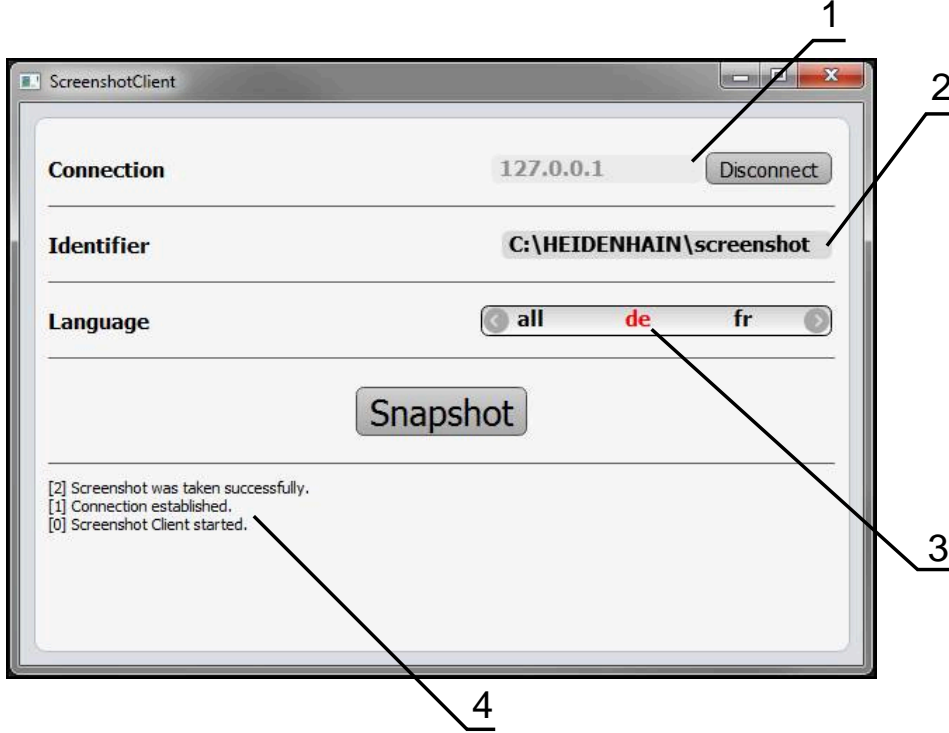 1
ScreenshotClient
2
Connection 127.0.0.1 Disconnect
Identifier C:\HEIDENHAIN\screenshot
Language all de fr
Snapshot
[2] Screenshot was taken successfully.
[1] Connection established.
[0] Screenshot Client started.
3
4